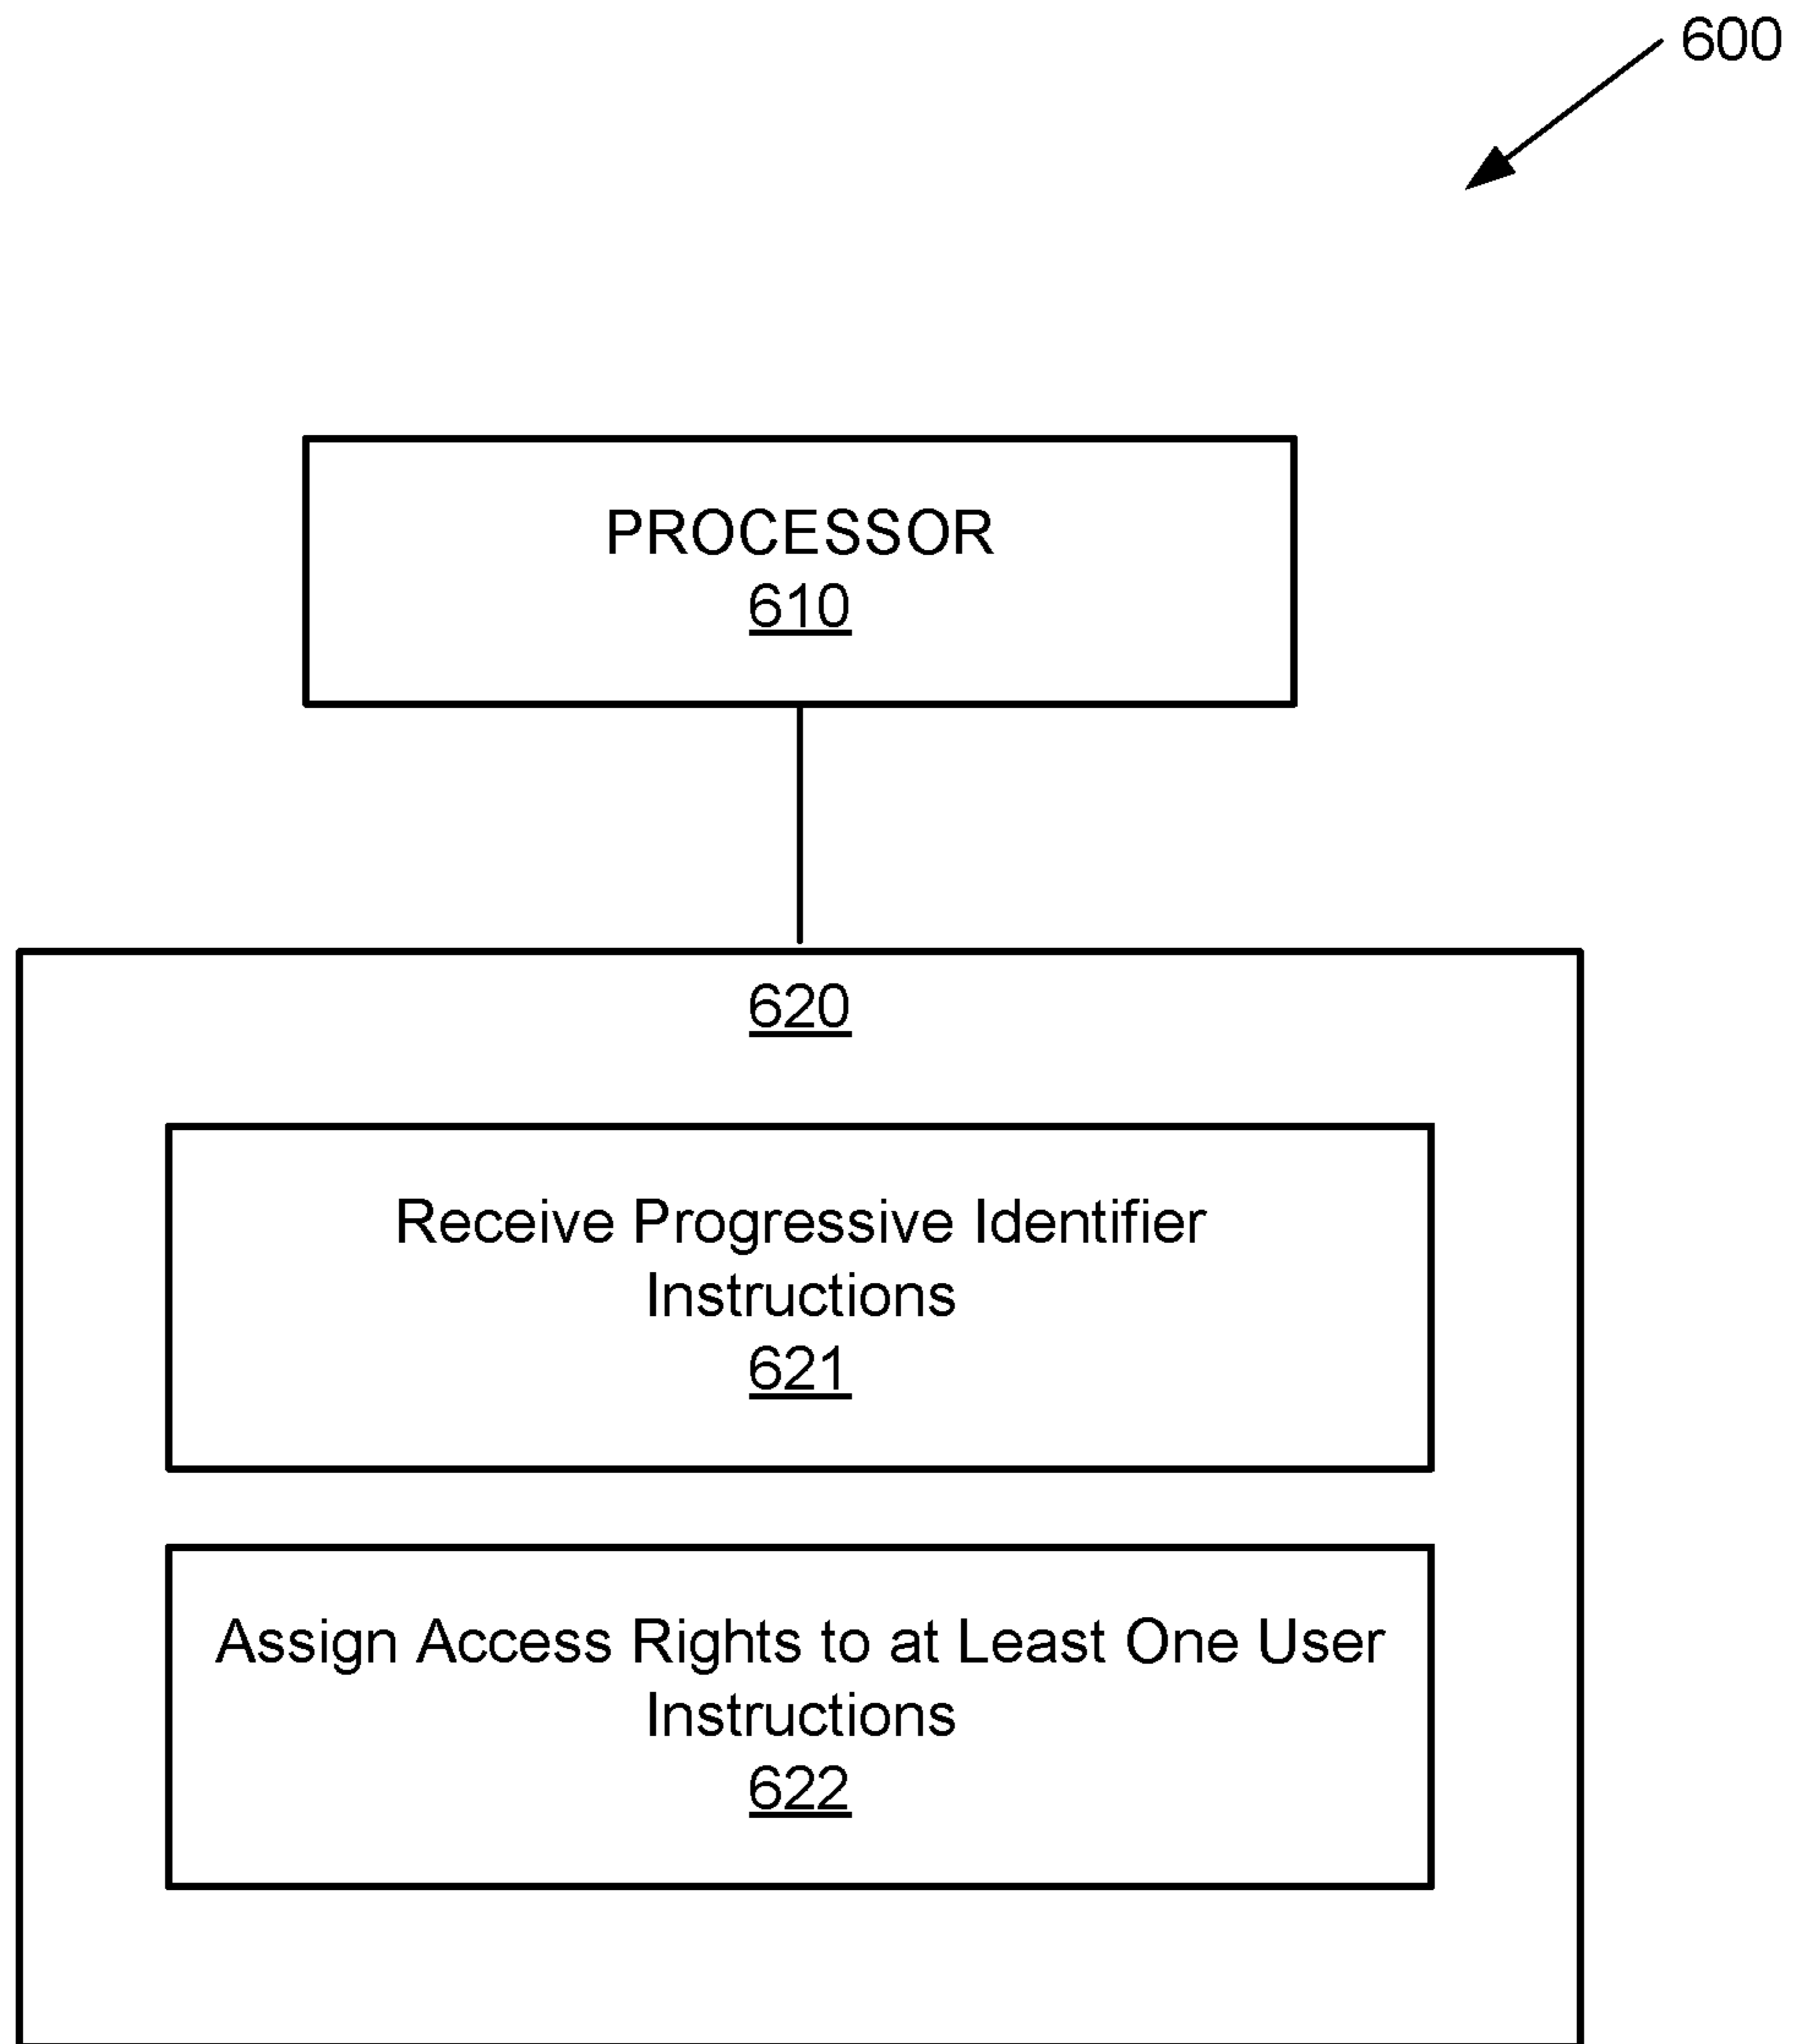 600
PROCESSOR
610
620
Receive Progressive Identifier
Instructions
621
Assign Access Rights to at Least One User
Instructions
622